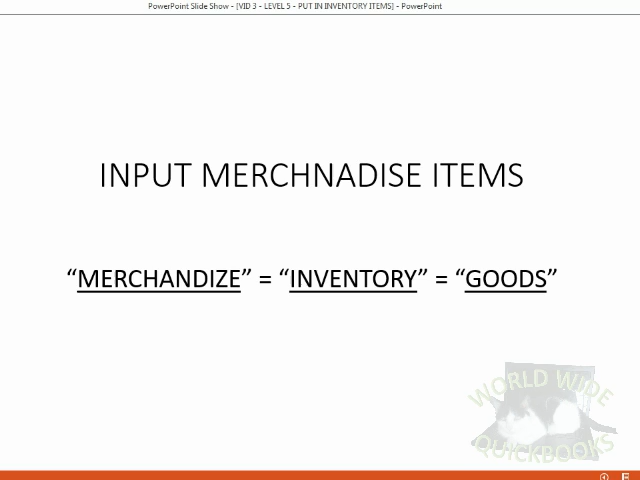 PowerPoint Slide Show - [VID 3 - LEVEL 5 - PUT IN INVENTORY ITEMS] - PowerPoint
INPUT MERCHNADISE ITEMS
“MERCHANDIZE” = “INVENTORY” = “GOODS”
WORLD WIDE
QUICKBOOKS